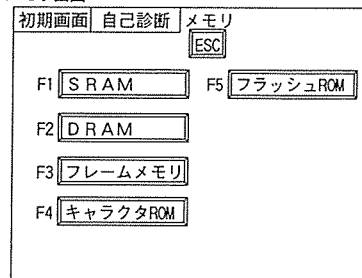 初期画面 自己診断 メモリ
ESC
F1 SRAM F5 フラッシュROM
F2 DRAM
F3 フレームメモリ
F4 キャラクタROM